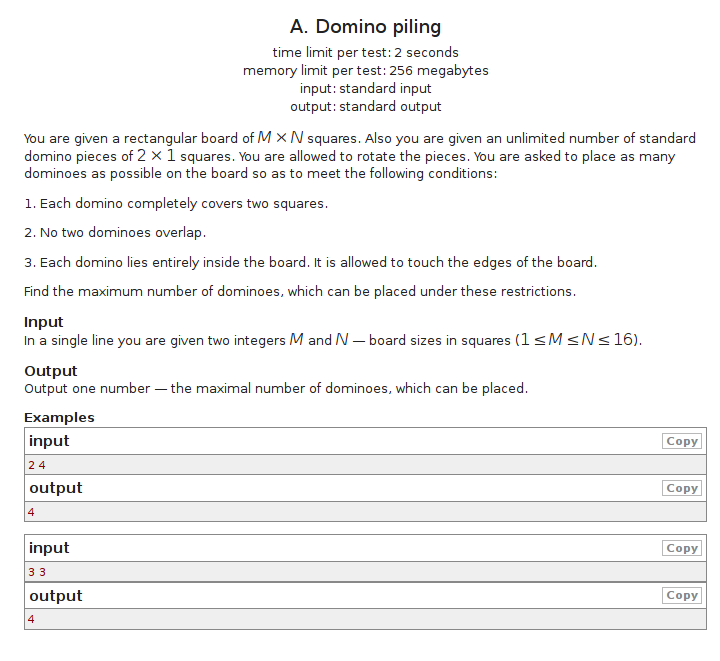 A. Domino piling
time limit per test: 2 seconds
memory limit per test: 256 megabytes
input: standard input
output: standard output
You are given a rectangular board of M × N squares. Also you are given an unlimited number of standard
domino pieces of 2 × 1 squares. You are allowed to rotate the pieces. You are asked to place as many
dominoes as possible on the board so as to meet the following conditions:
1. Each domino completely covers two squares.
2. No two dominoes overlap.
3. Each domino lies entirely inside the board. It is allowed to touch the edges of the board.
Find the maximum number of dominoes, which can be placed under these restrictions.
Input
In a single line you are given two integers M and N — board sizes in squares (1 ≤ M ≤ N ≤ 16).
Output
Output one number — the maximal number of dominoes, which can be placed.
Examples
input Copy
2 4
output Copy
4
input Copy
3 3
output Copy
4